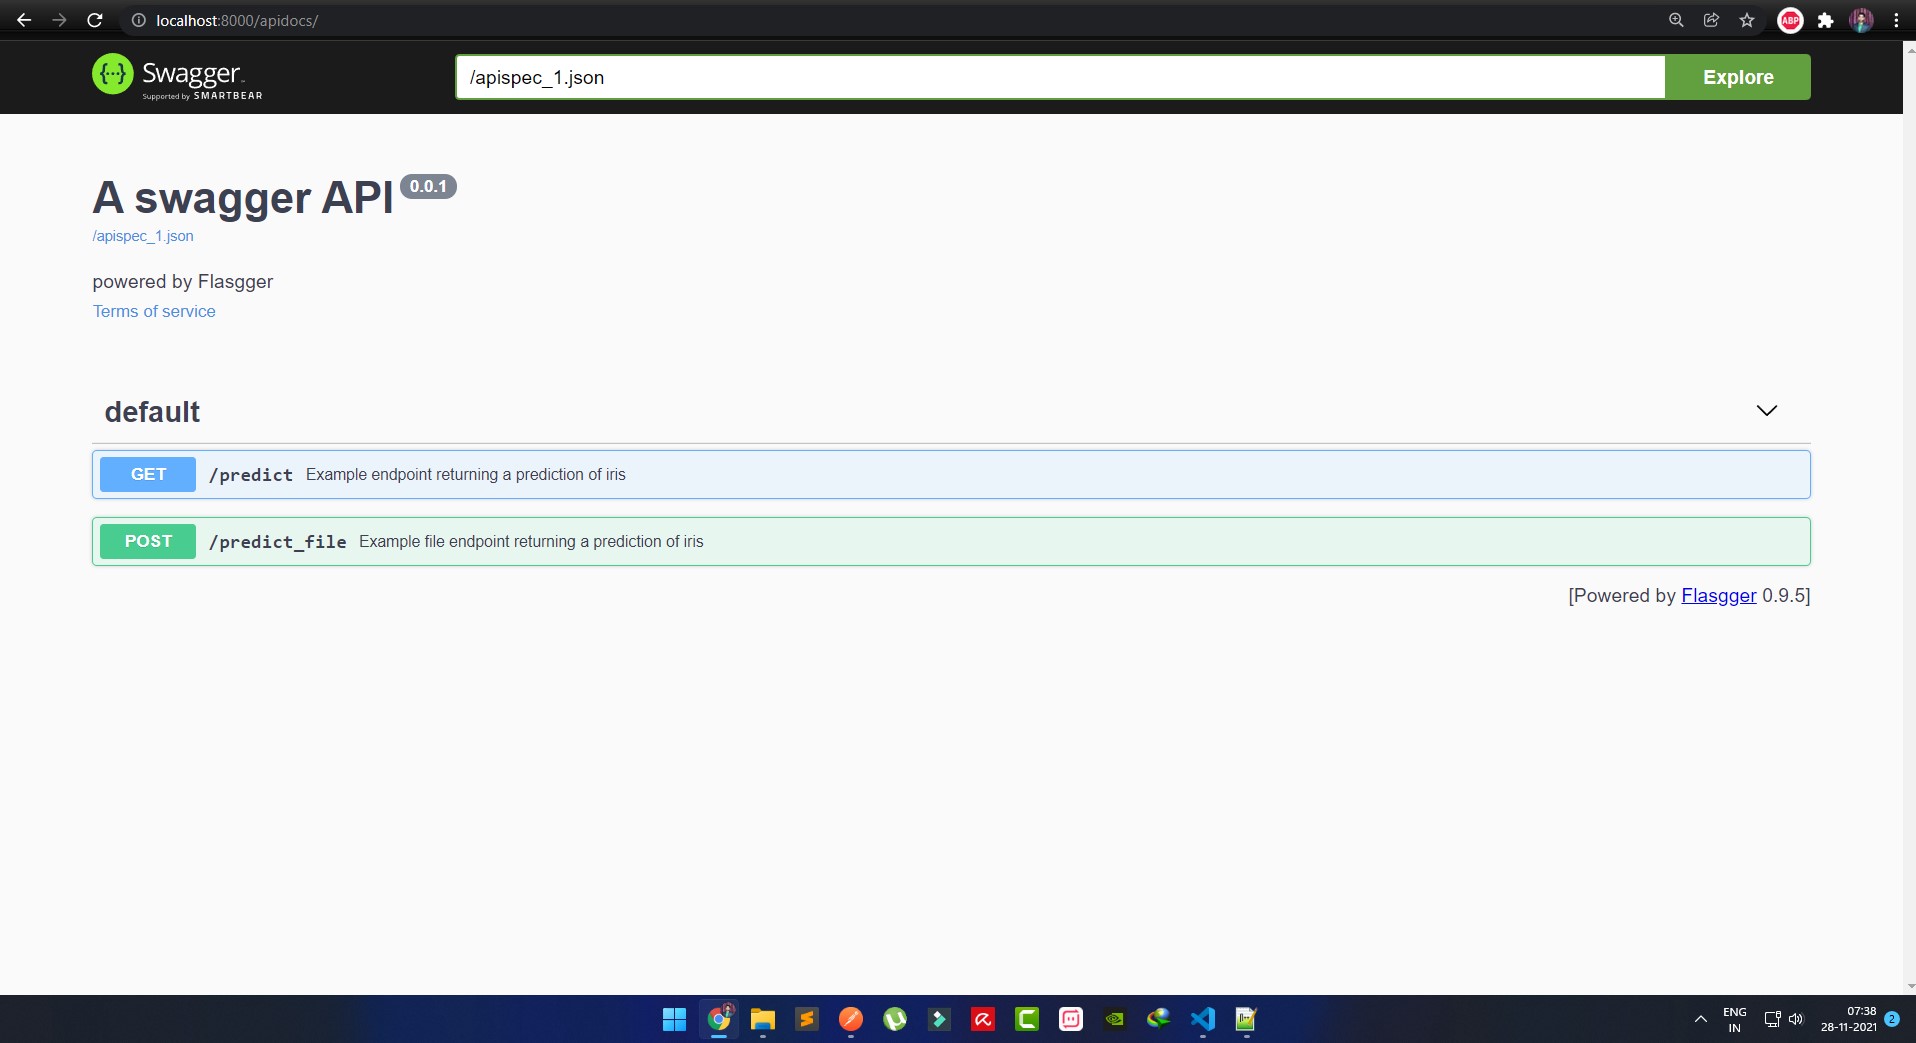 localhost:8000/apidocs/
ABP
{···} Swagger
Supported by SMARTBEAR
/apispec_1.json
Explore
A swagger API 0.0.1
/apispec_1.json
powered by Flasgger
Terms of service
default
GET /predict Example endpoint returning a prediction of iris
POST /predict_file Example file endpoint returning a prediction of iris
[Powered by Flasgger 0.9.5]
ENG
IN
07:38
28-11-2021
2